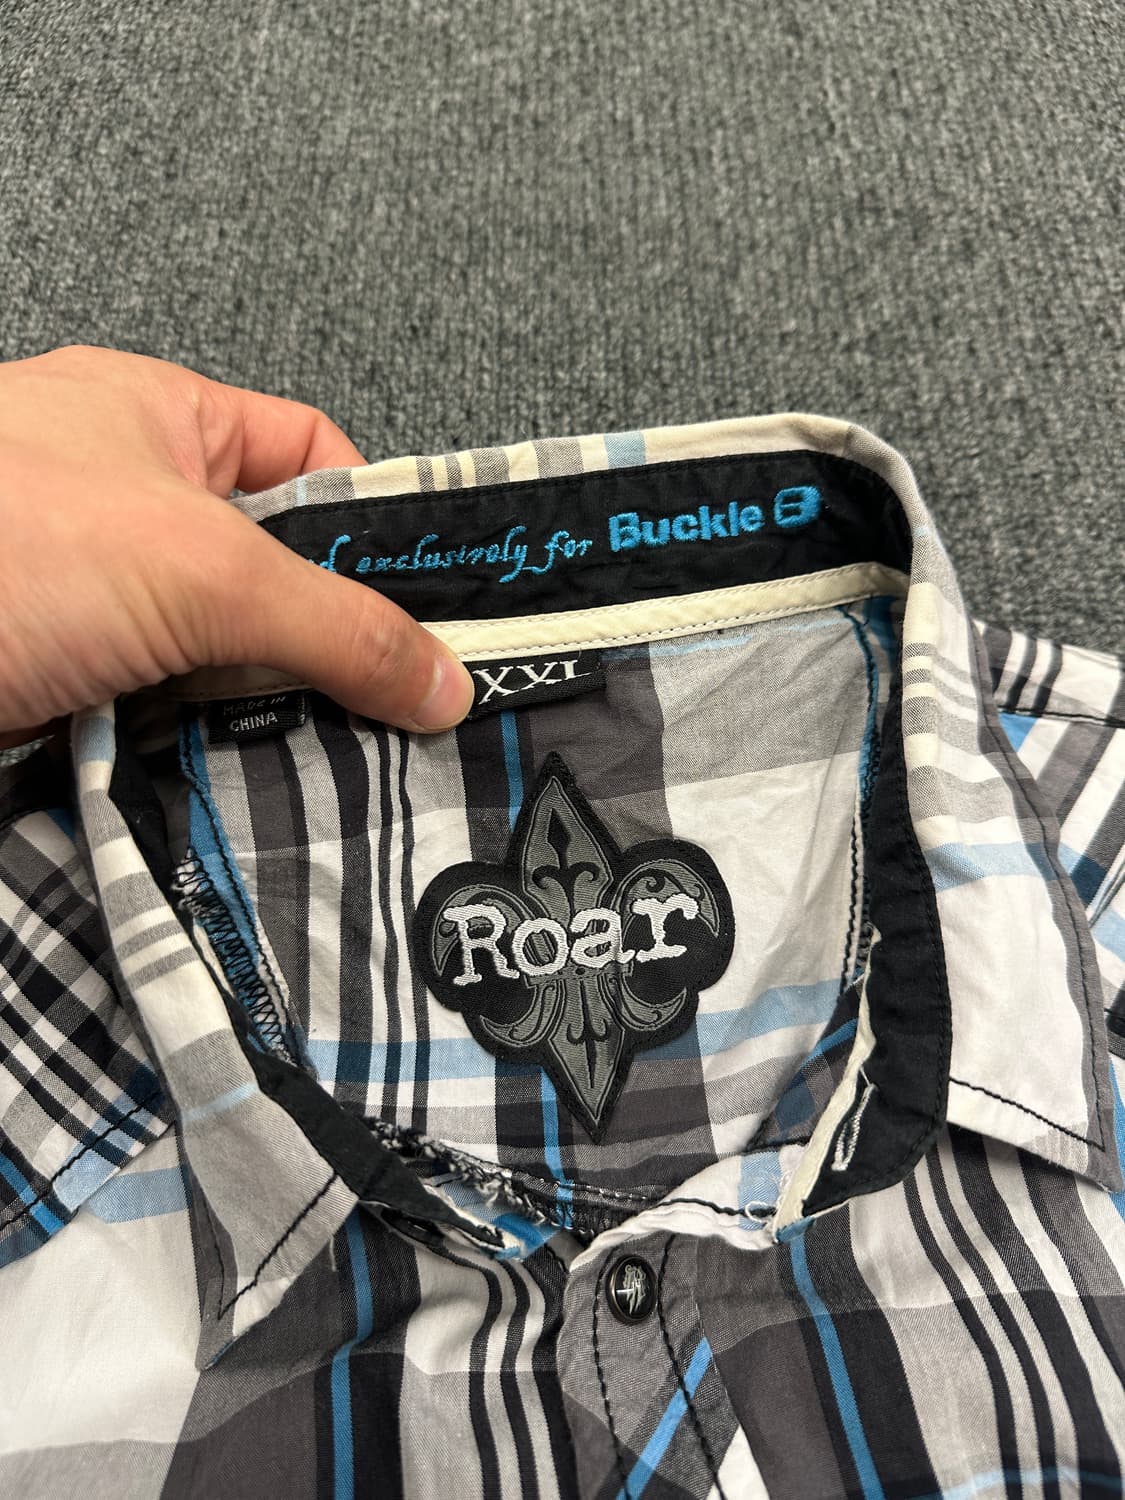 exclusively for Buckle B
XXL
MADE IN
CHINA
Roar